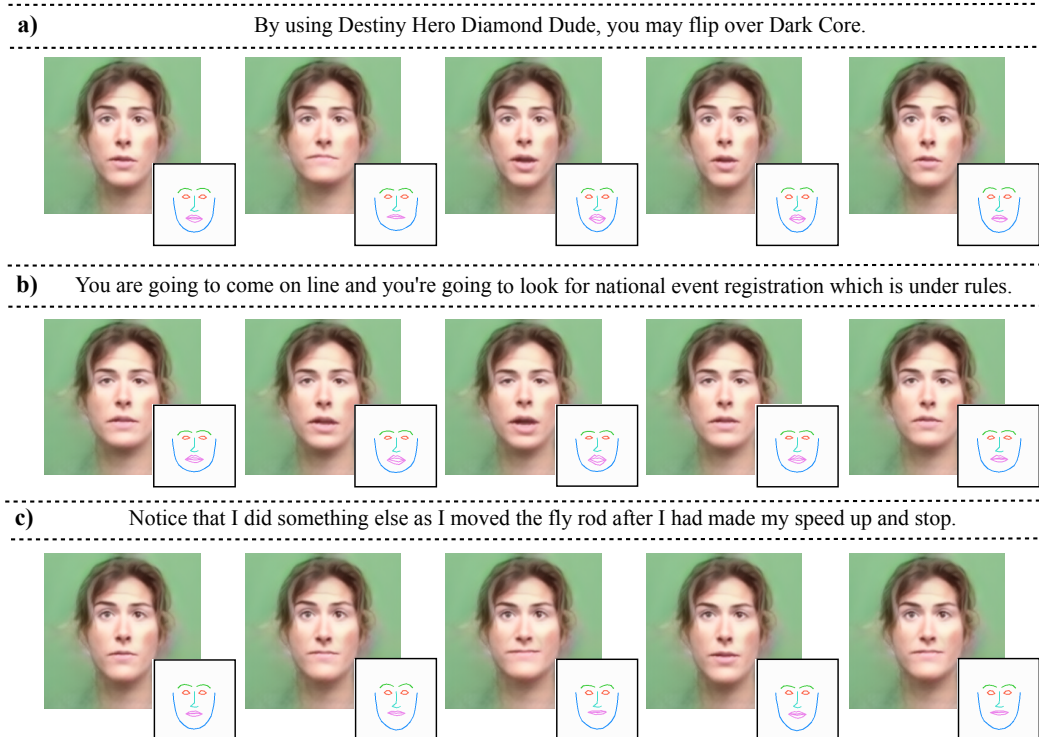 a) By using Destiny Hero Diamond Dude, you may flip over Dark Core.
b) You are going to come on line and you're going to look for national event registration which is under rules.
c) Notice that I did something else as I moved the fly rod after I had made my speed up and stop.